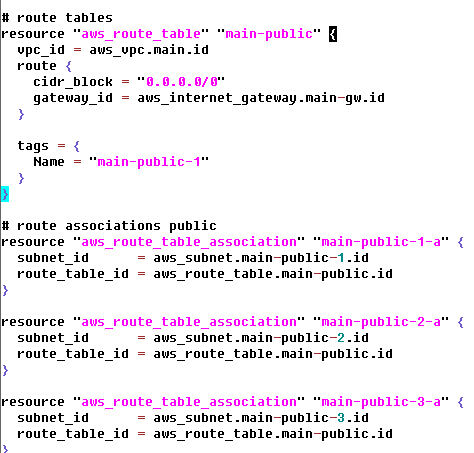 # route tables
resource "aws_route_table" "main-public" {
  vpc_id = aws_vpc.main.id
  route {
    cidr_block = "0.0.0.0/0"
    gateway_id = aws_internet_gateway.main-gw.id
  }

  tags = {
    Name = "main-public-1"
  }
}

# route associations public
resource "aws_route_table_association" "main-public-1-a" {
  subnet_id      = aws_subnet.main-public-1.id
  route_table_id = aws_route_table.main-public.id
}

resource "aws_route_table_association" "main-public-2-a" {
  subnet_id      = aws_subnet.main-public-2.id
  route_table_id = aws_route_table.main-public.id
}

resource "aws_route_table_association" "main-public-3-a" {
  subnet_id      = aws_subnet.main-public-3.id
  route_table_id = aws_route_table.main-public.id
}